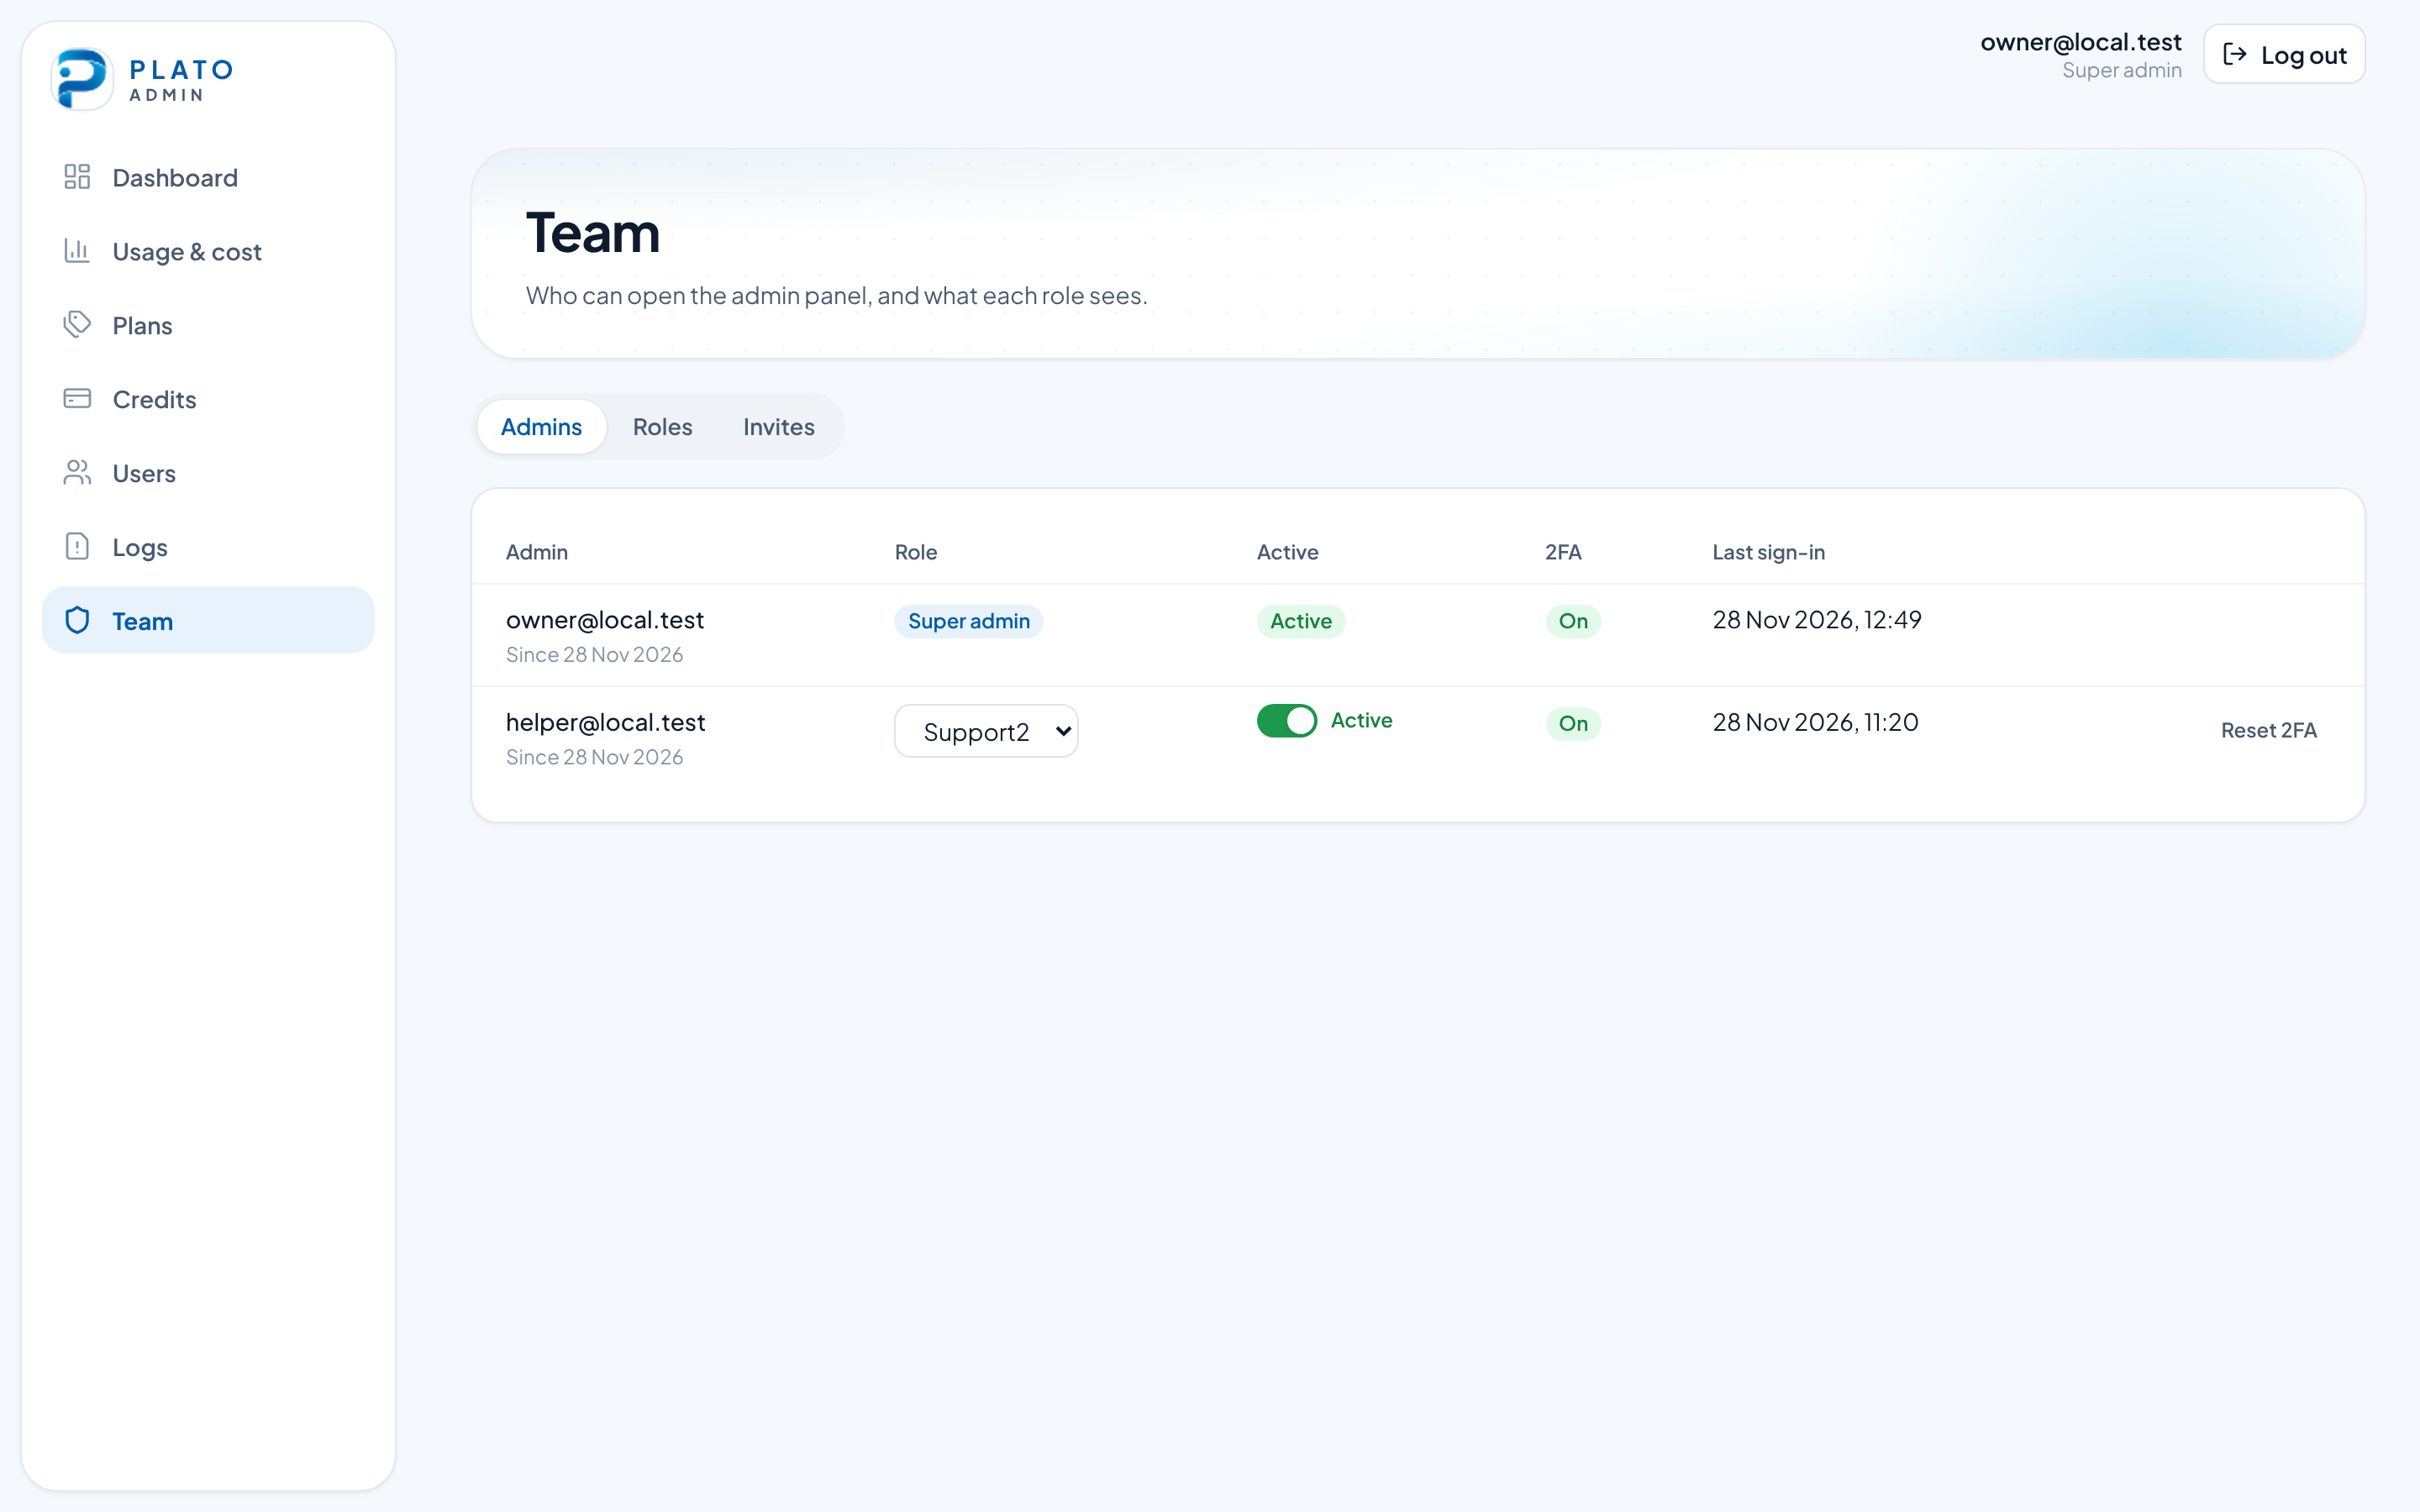 PLATO
ADMIN
Dashboard
Usage & cost
Plans
Credits
Users
Logs
Team
owner@local.test
Super admin
Log out
Team
Who can open the admin panel, and what each role sees.
Admins Roles Invites
Admin Role Active 2FA Last sign-in
owner@local.test Super admin Active On 28 Nov 2026, 12:49
Since 28 Nov 2026
helper@local.test Support2 Active On 28 Nov 2026, 11:20 Reset 2FA
Since 28 Nov 2026